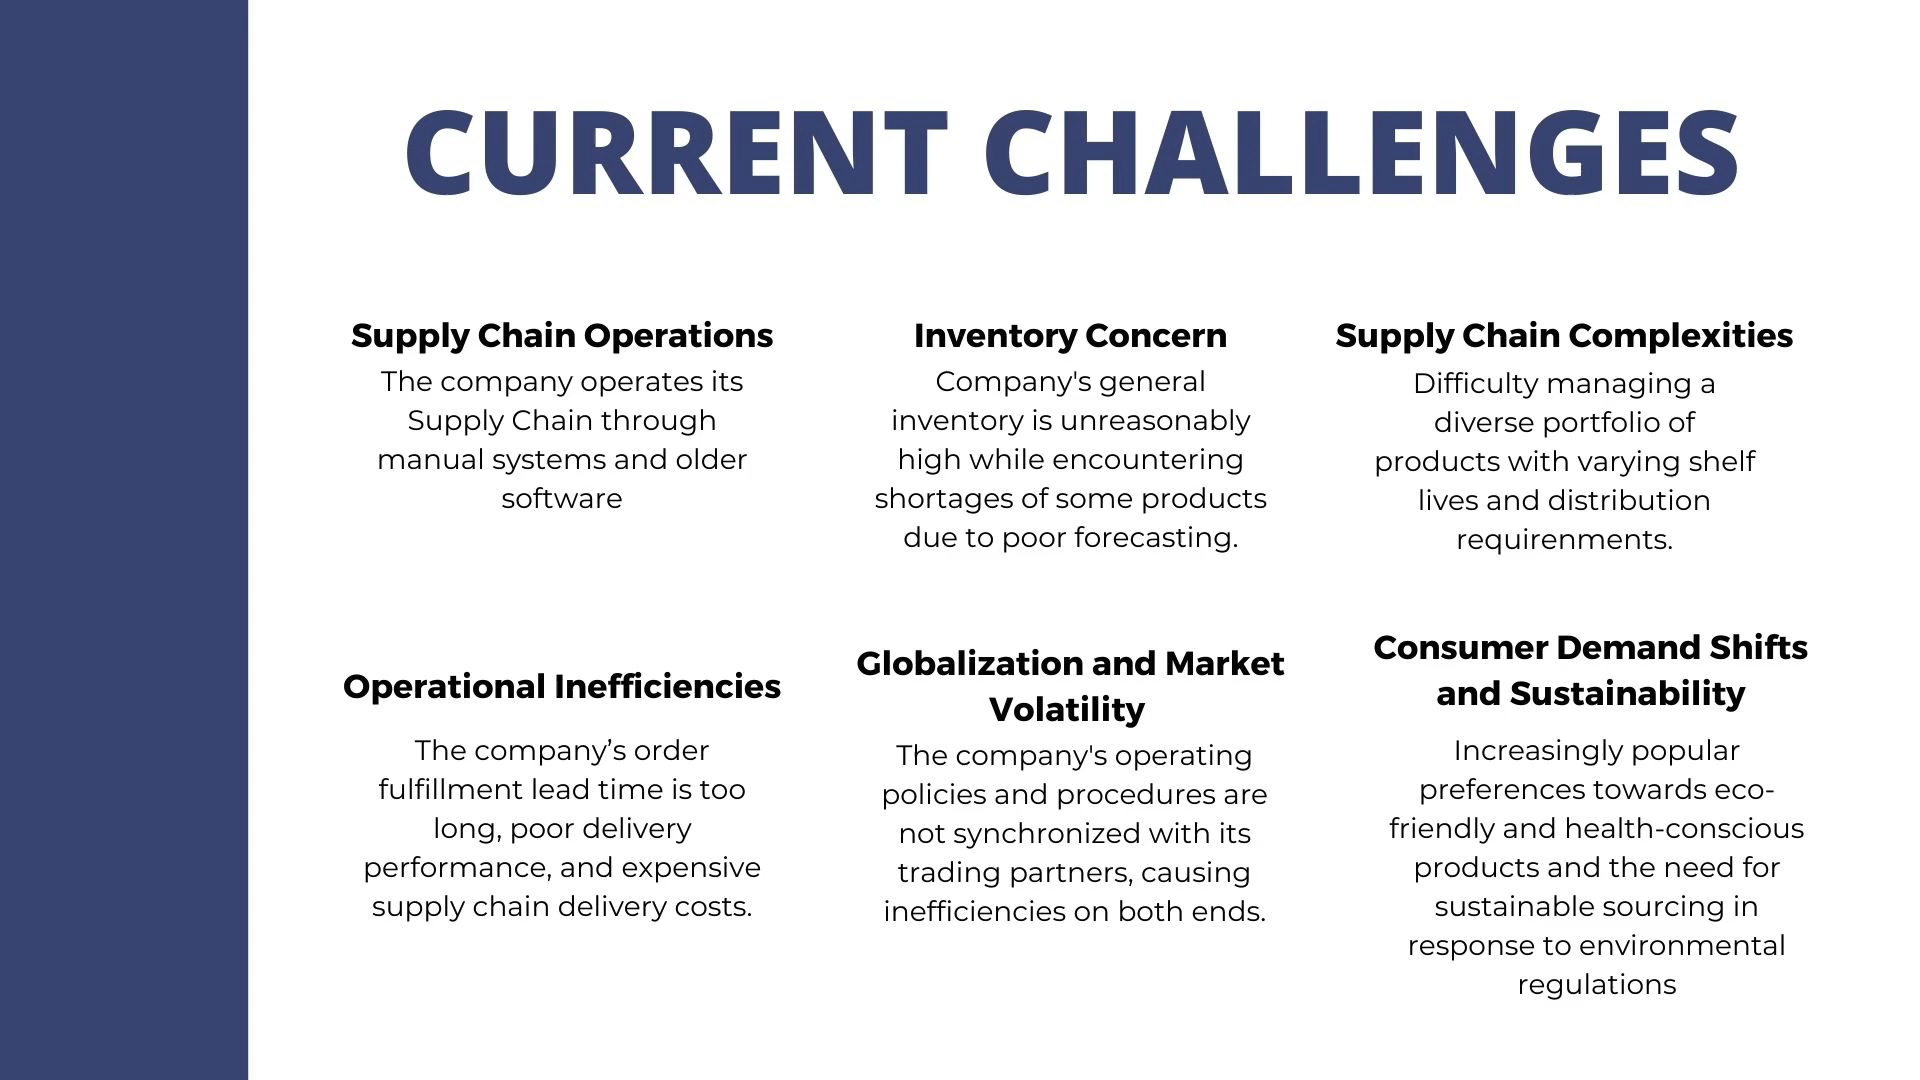 CURRENT CHALLENGES
Supply Chain Operations
The company operates its
Supply Chain through
manual systems and older
software
Inventory Concern
Company's general
inventory is unreasonably
high while encountering
shortages of some products
due to poor forecasting.
Supply Chain Complexities
Difficulty managing a
diverse portfolio of
products with varying shelf
lives and distribution
requirenments.
Operational Inefficiencies
The company’s order
fulfillment lead time is too
long, poor delivery
performance, and expensive
supply chain delivery costs.
Globalization and Market
Volatility
The company's operating
policies and procedures are
not synchronized with its
trading partners, causing
inefficiencies on both ends.
Consumer Demand Shifts
and Sustainability
Increasingly popular
preferences towards eco-
friendly and health-conscious
products and the need for
sustainable sourcing in
response to environmental
regulations